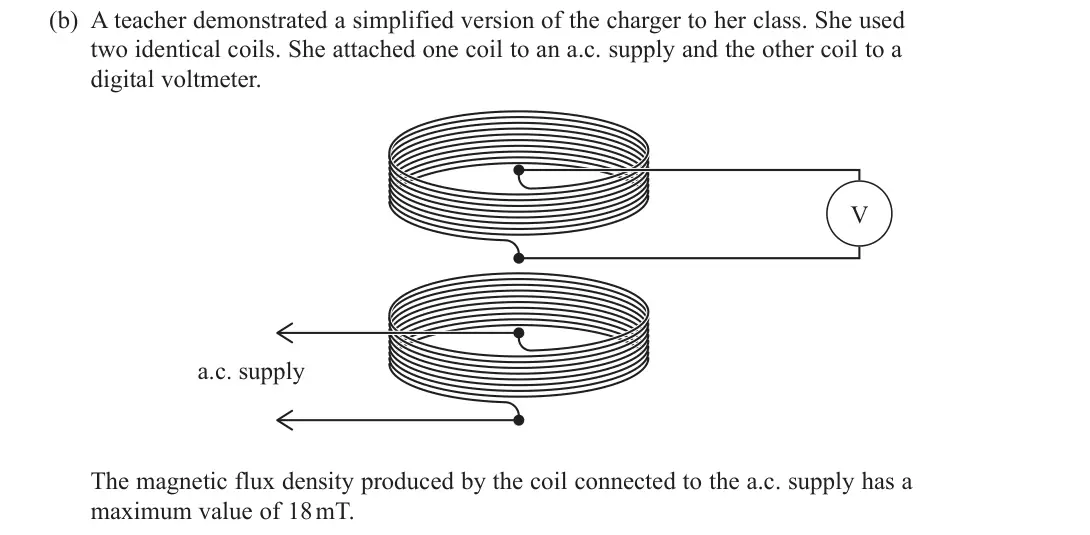 (b) A teacher demonstrated a simplified version of the charger to her class. She used
two identical coils. She attached one coil to an a.c. supply and the other coil to a
digital voltmeter.
V
a.c. supply
The magnetic flux density produced by the coil connected to the a.c. supply has a
maximum value of 18 mT.